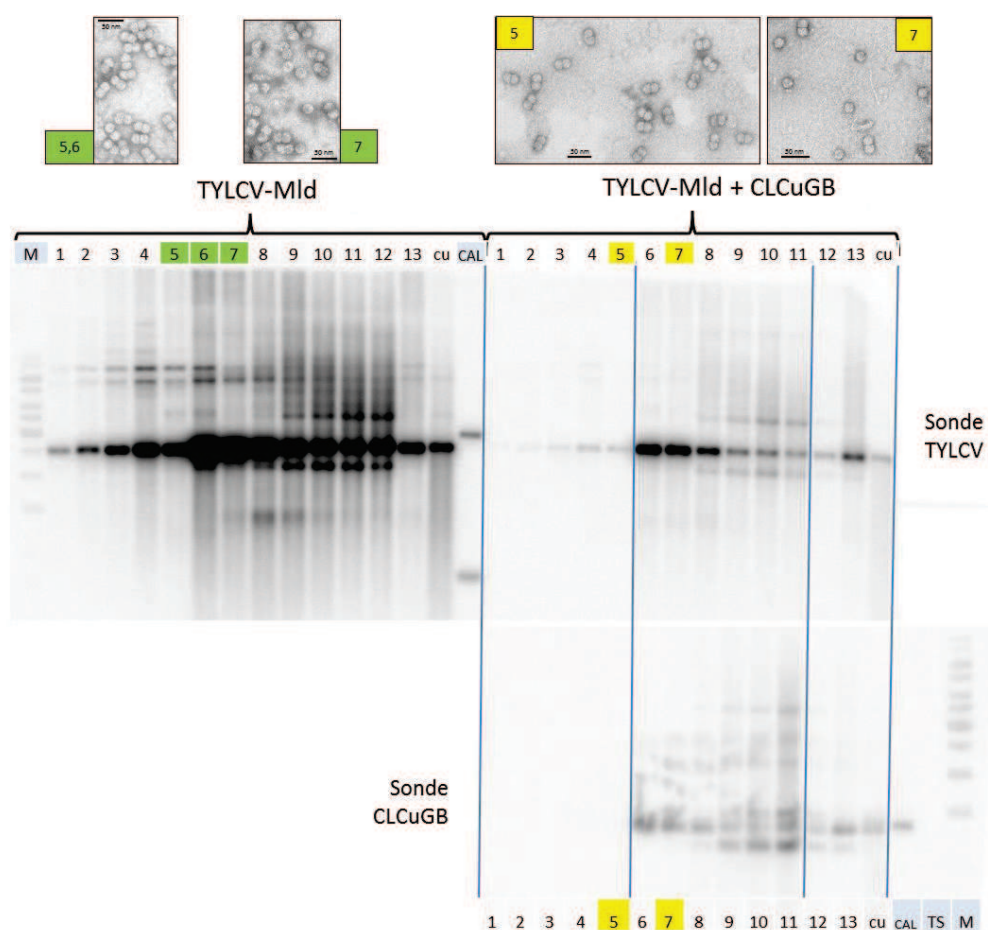 50 nm
5
7
5,6
50 nm
7
50 nm
50 nm
TYLCV-Mld
TYLCV-Mld + CLCuGB
M 1 2 3 4 5 6 7 8 9 10 11 12 13 cu CAL 1 2 3 4 5 6 7 8 9 10 11 12 13 cu
Sonde
TYLCV
Sonde
CLCuGB
1 2 3 4 5 6 7 8 9 10 11 12 13 cu CAL TS M